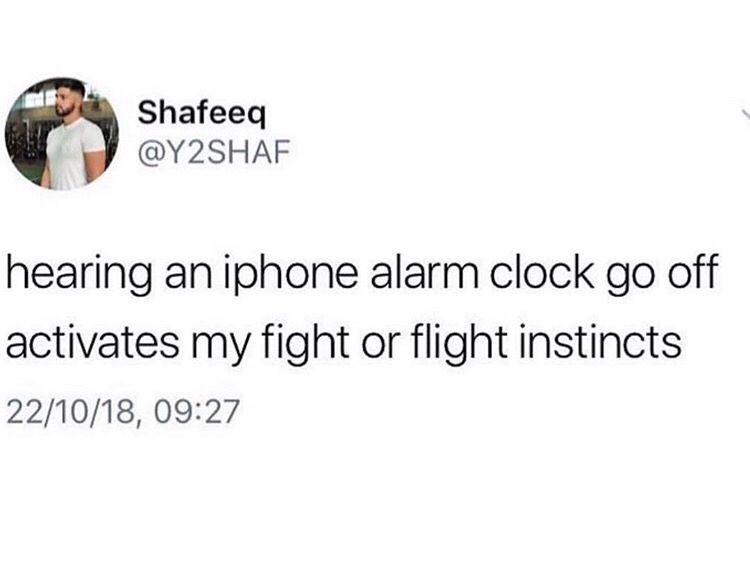 Shafeeq
@Y2SHAF
hearing an iphone alarm clock go off
activates my fight or flight instincts
22/10/18, 09:27